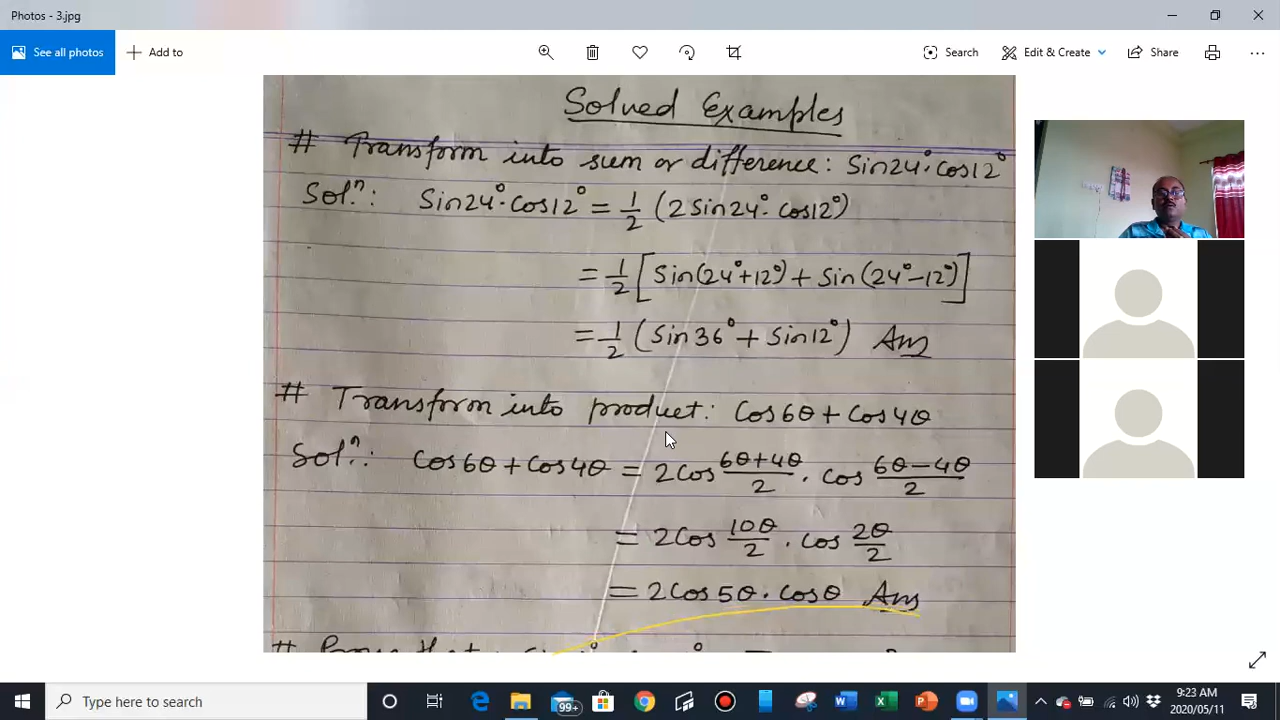 Photos - 3.jpg
See all photos
Add to
Search
Edit & Create
Share
Solved Examples
# Transform into sum or difference: Sin24°·Cos12°
Solⁿ.: Sin24°·Cos12° = 1/2 (2Sin24°·Cos12°)
= 1/2 [Sin(24°+12°) + Sin(24°-12°)]
= 1/2 (Sin36° + Sin12°) Ans
# Transform into product: Cos6θ + Cos4θ
Solⁿ.: Cos6θ + Cos4θ = 2Cos (6θ+4θ)/2 · Cos (6θ-4θ)/2
= 2Cos 10θ/2 · Cos 2θ/2
= 2Cos5θ·Cosθ Ans
# Prove that
Type here to search
99+
9:23 AM
2020/05/11